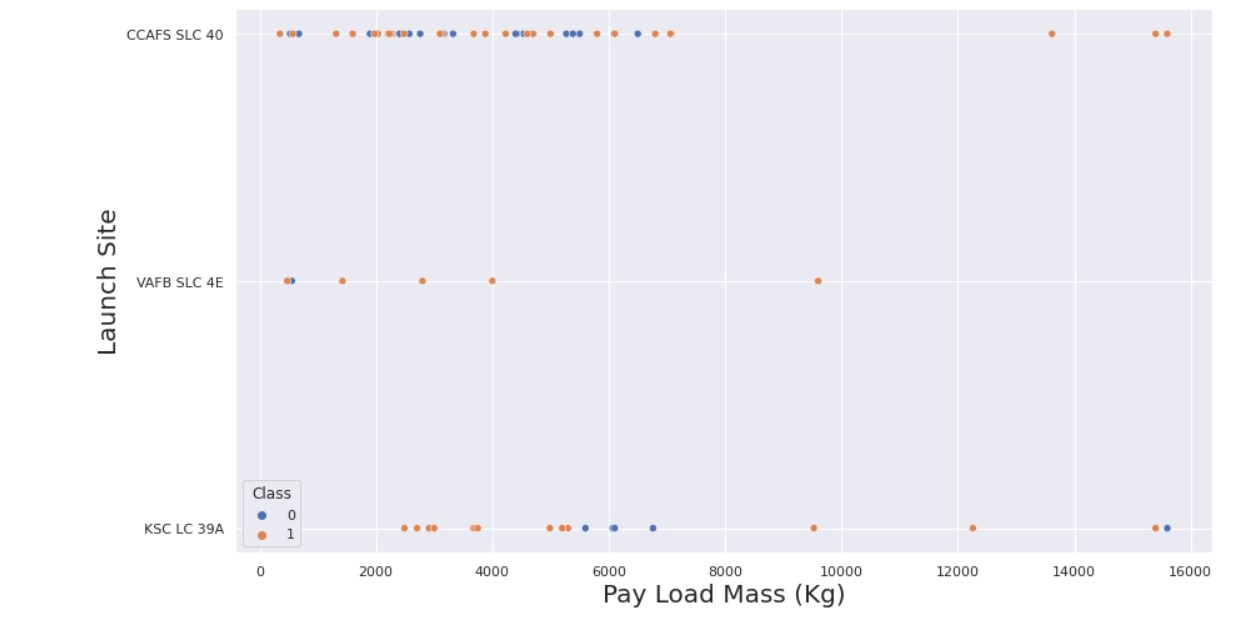 CCAFS SLC 40
VAFB SLC 4E
KSC LC 39A
Launch Site
Class
0
1
0 2000 4000 6000 8000 10000 12000 14000 16000
Pay Load Mass (Kg)